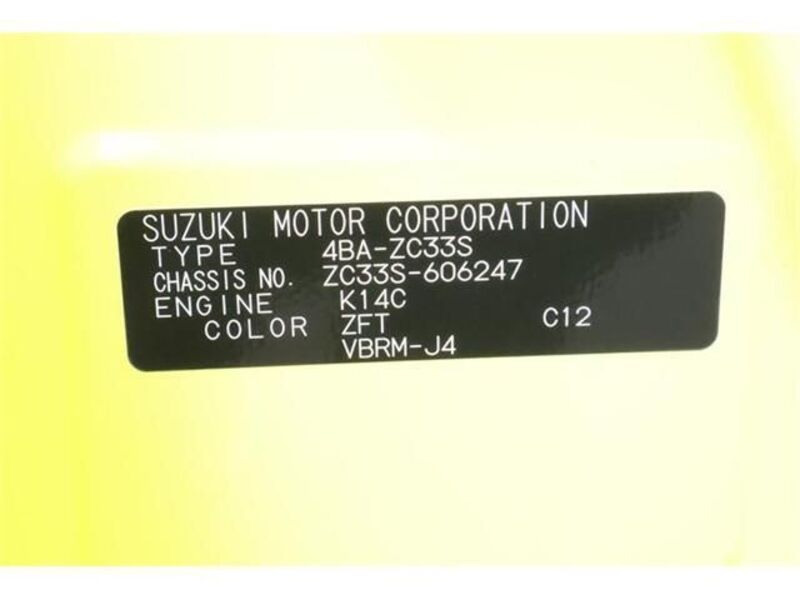 SUZUKI MOTOR CORPORATION
TYPE 4BA-ZC33S
CHASSIS NO. ZC33S-606247
ENGINE K14C
COLOR ZFT C12
VBRM-J4